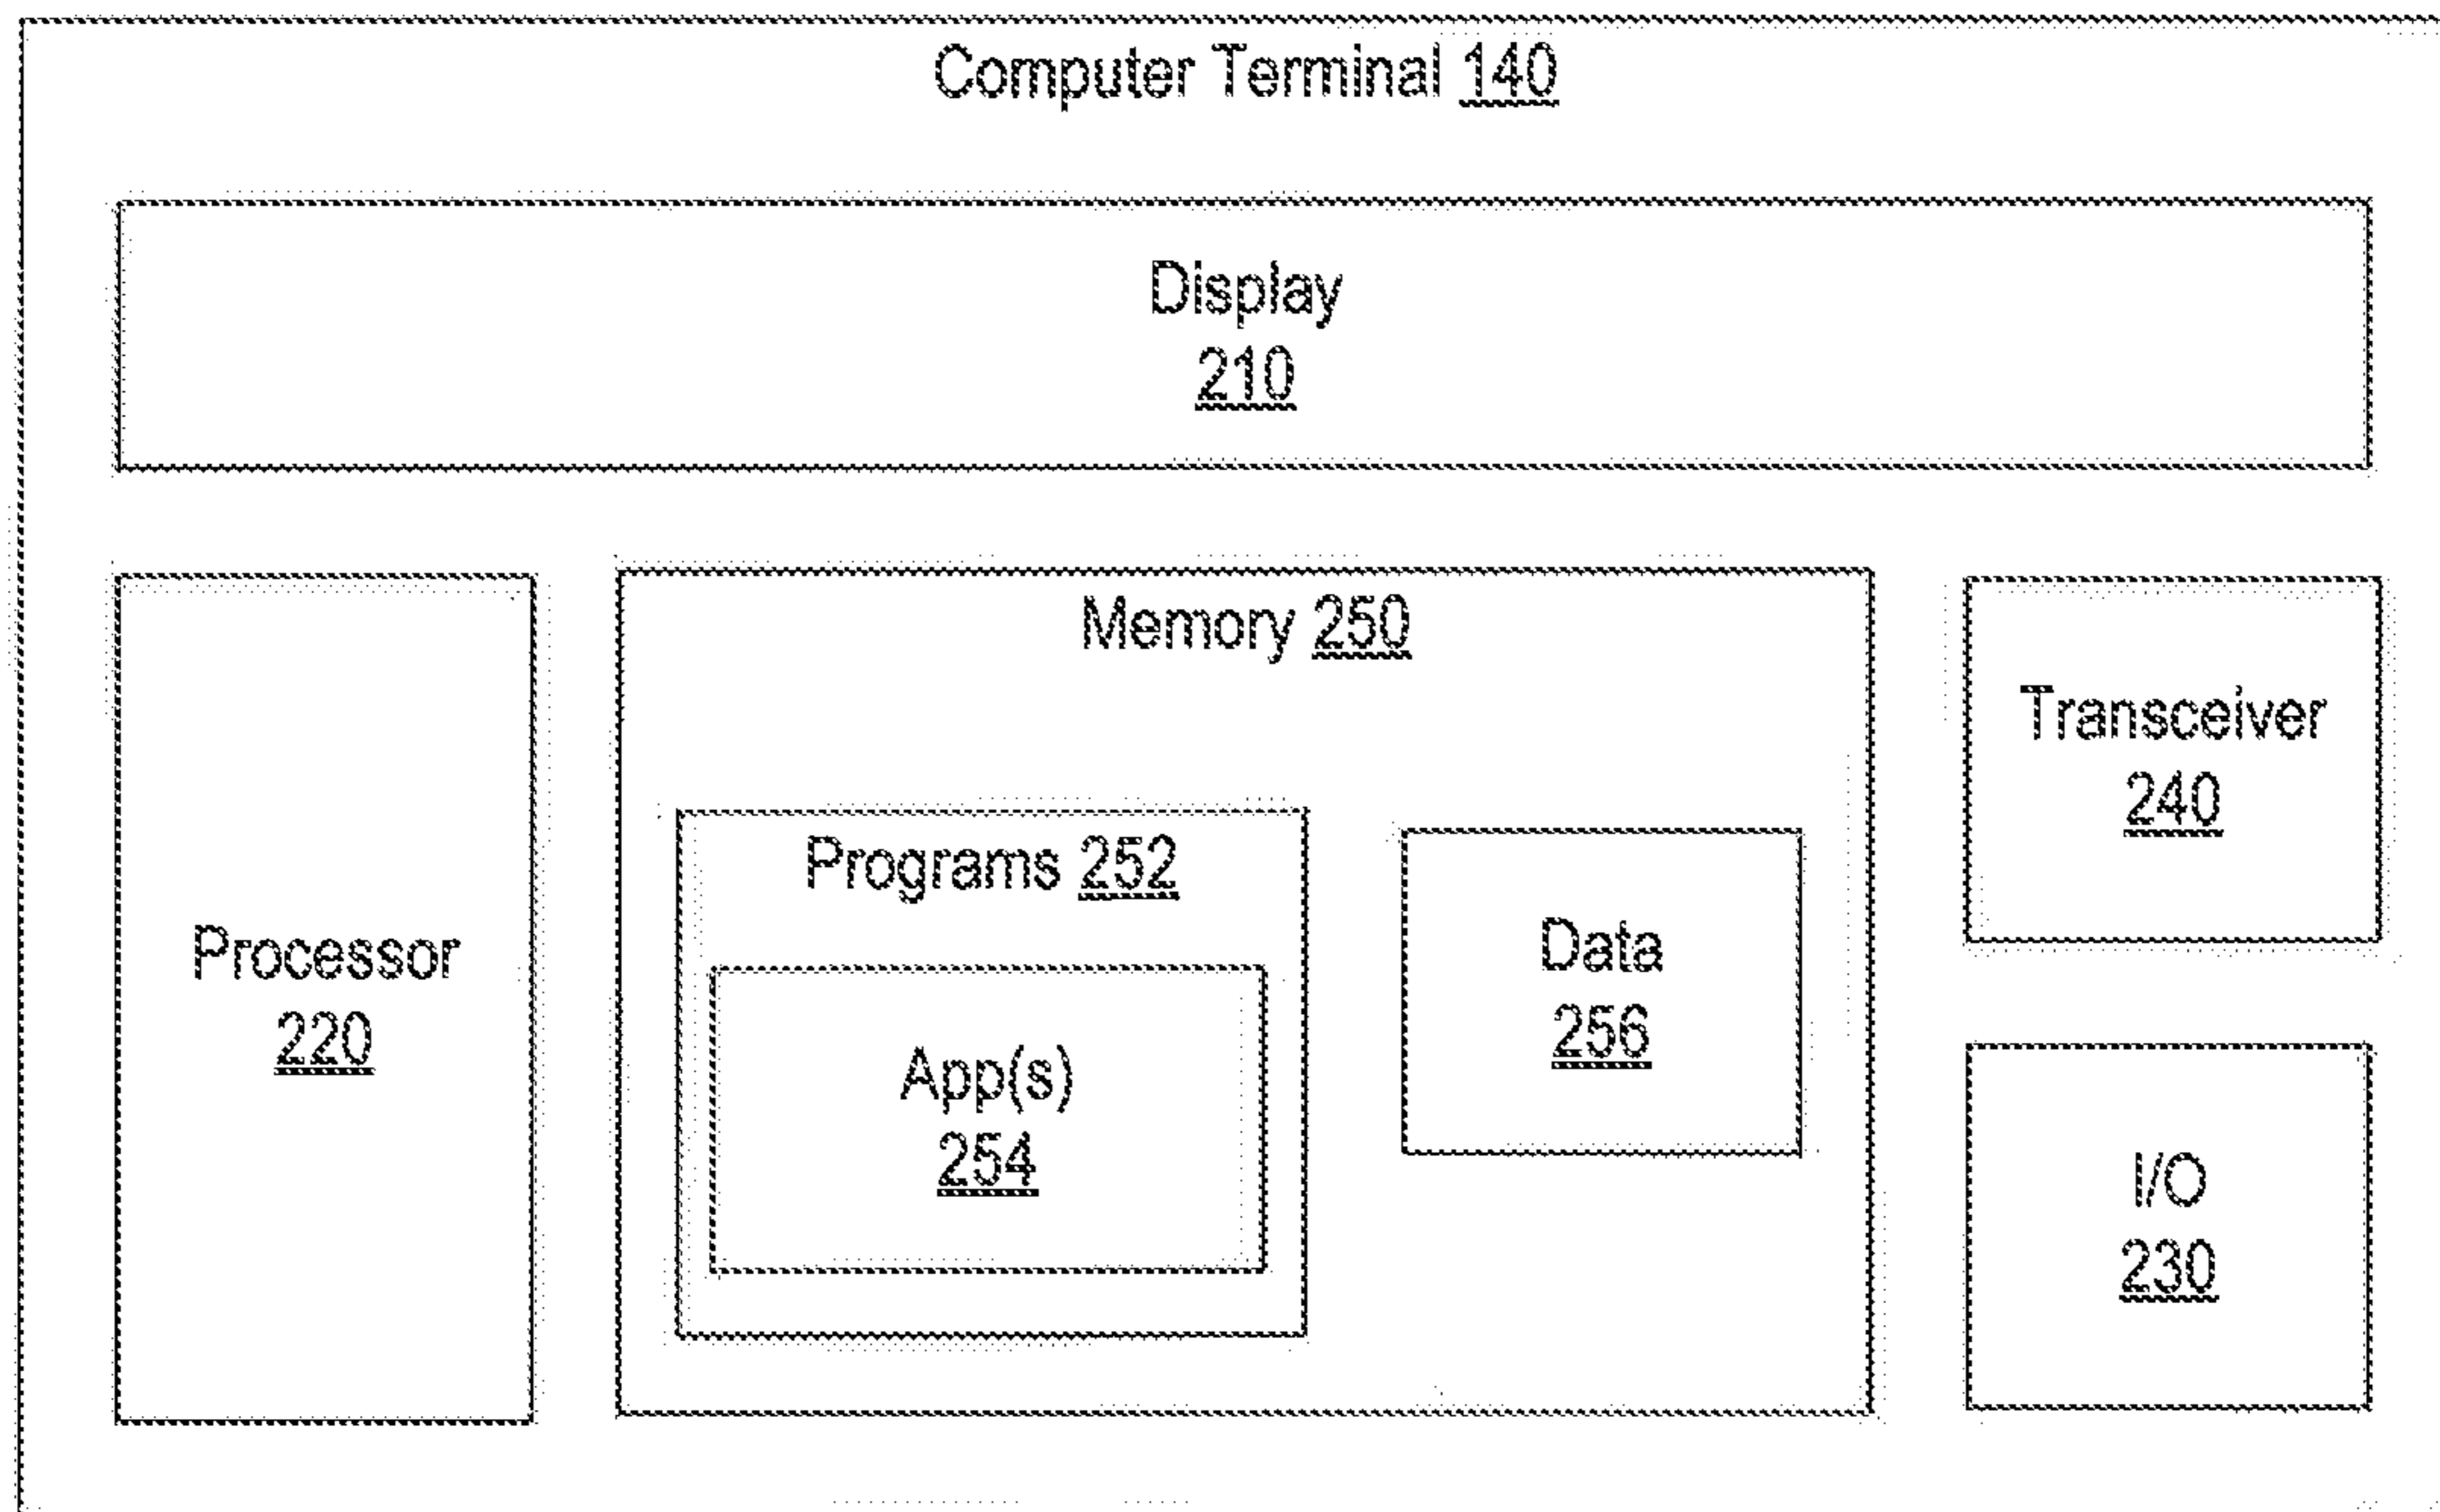 Computer Terminal 140
Display
210
Processor
220
Memory 250
Programs 252
App(s)
254
Data
256
Transceiver
240
I/O
230